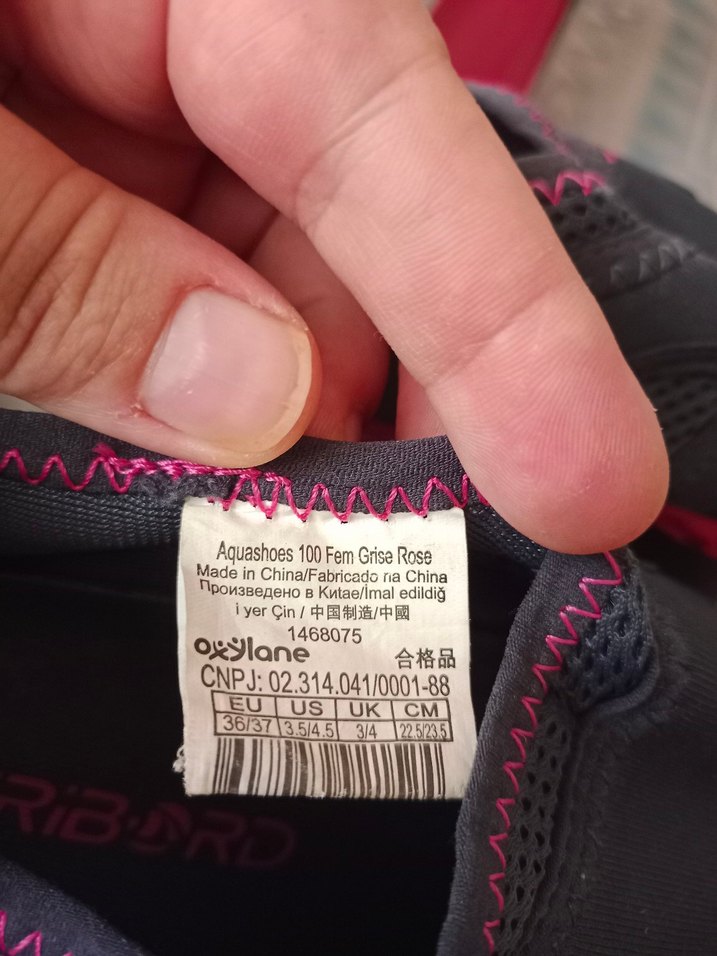 Aquashoes 100 Fem Grise Rose
Made in China/Fabricado na China
Произведено в Китае/İmal edildiğ
i yer Çin / 中国制造/中國
1468075
oxylane 合格品
CNPJ: 02.314.041/0001-88
EU US UK CM
36/37 3.5/4.5 3/4 22.5/23.5